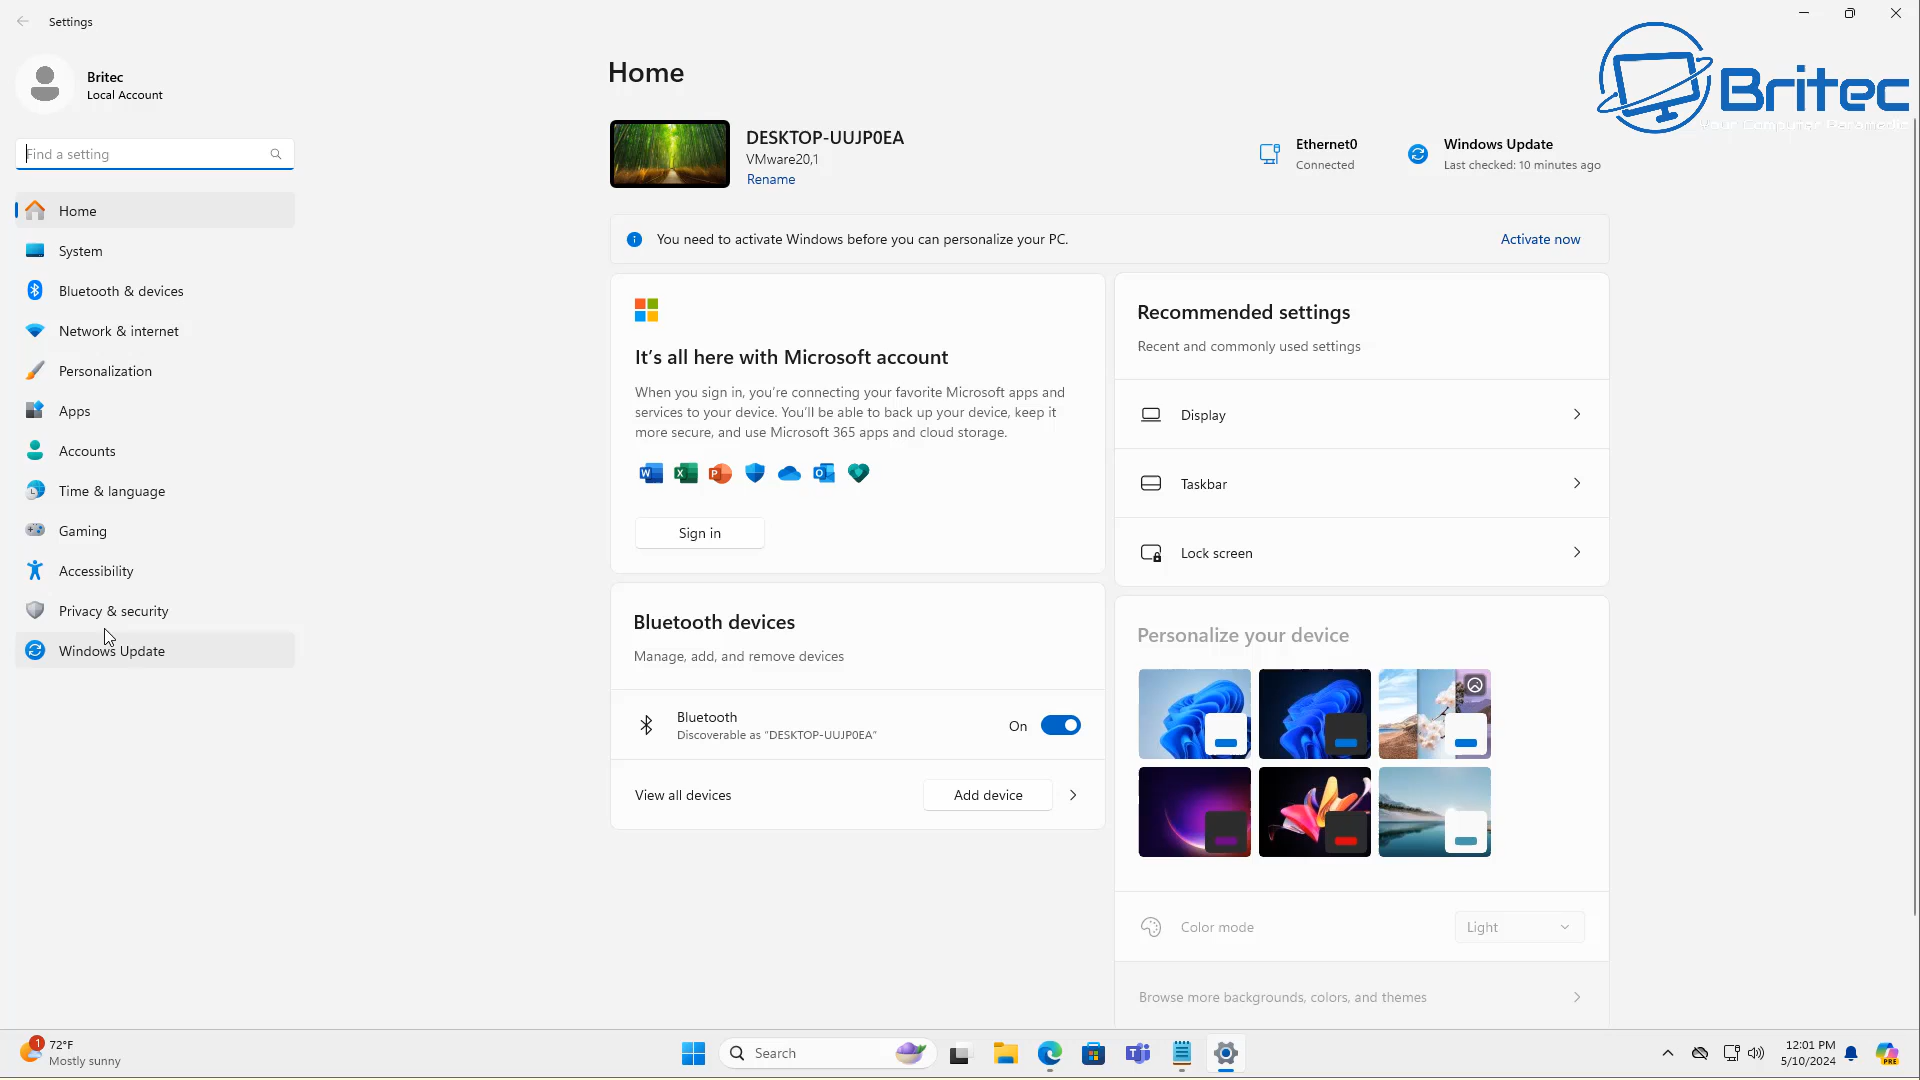 Settings
Britec
Local Account
Find a setting
Home
System
Bluetooth & devices
Network & internet
Personalization
Apps
Accounts
Time & language
Gaming
Accessibility
Privacy & security
Windows Update
Home
DESKTOP-UUJP0EA
VMware20,1
Rename
Ethernet0
Connected
Windows Update
Last checked: 10 minutes ago
Britec
Your Computer Paramedic
You need to activate Windows before you can personalize your PC.
Activate now
It's all here with Microsoft account
When you sign in, you're connecting your favorite Microsoft apps and
services to your device. You'll be able to back up your device, keep it
more secure, and use Microsoft 365 apps and cloud storage.
Sign in
Bluetooth devices
Manage, add, and remove devices
Bluetooth
Discoverable as "DESKTOP-UUJP0EA"
On
View all devices
Add device
Recommended settings
Recent and commonly used settings
Display
Taskbar
Lock screen
Personalize your device
Color mode
Light
Browse more backgrounds, colors, and themes
1
72°F
Mostly sunny
Search
12:01 PM
5/10/2024
PRE